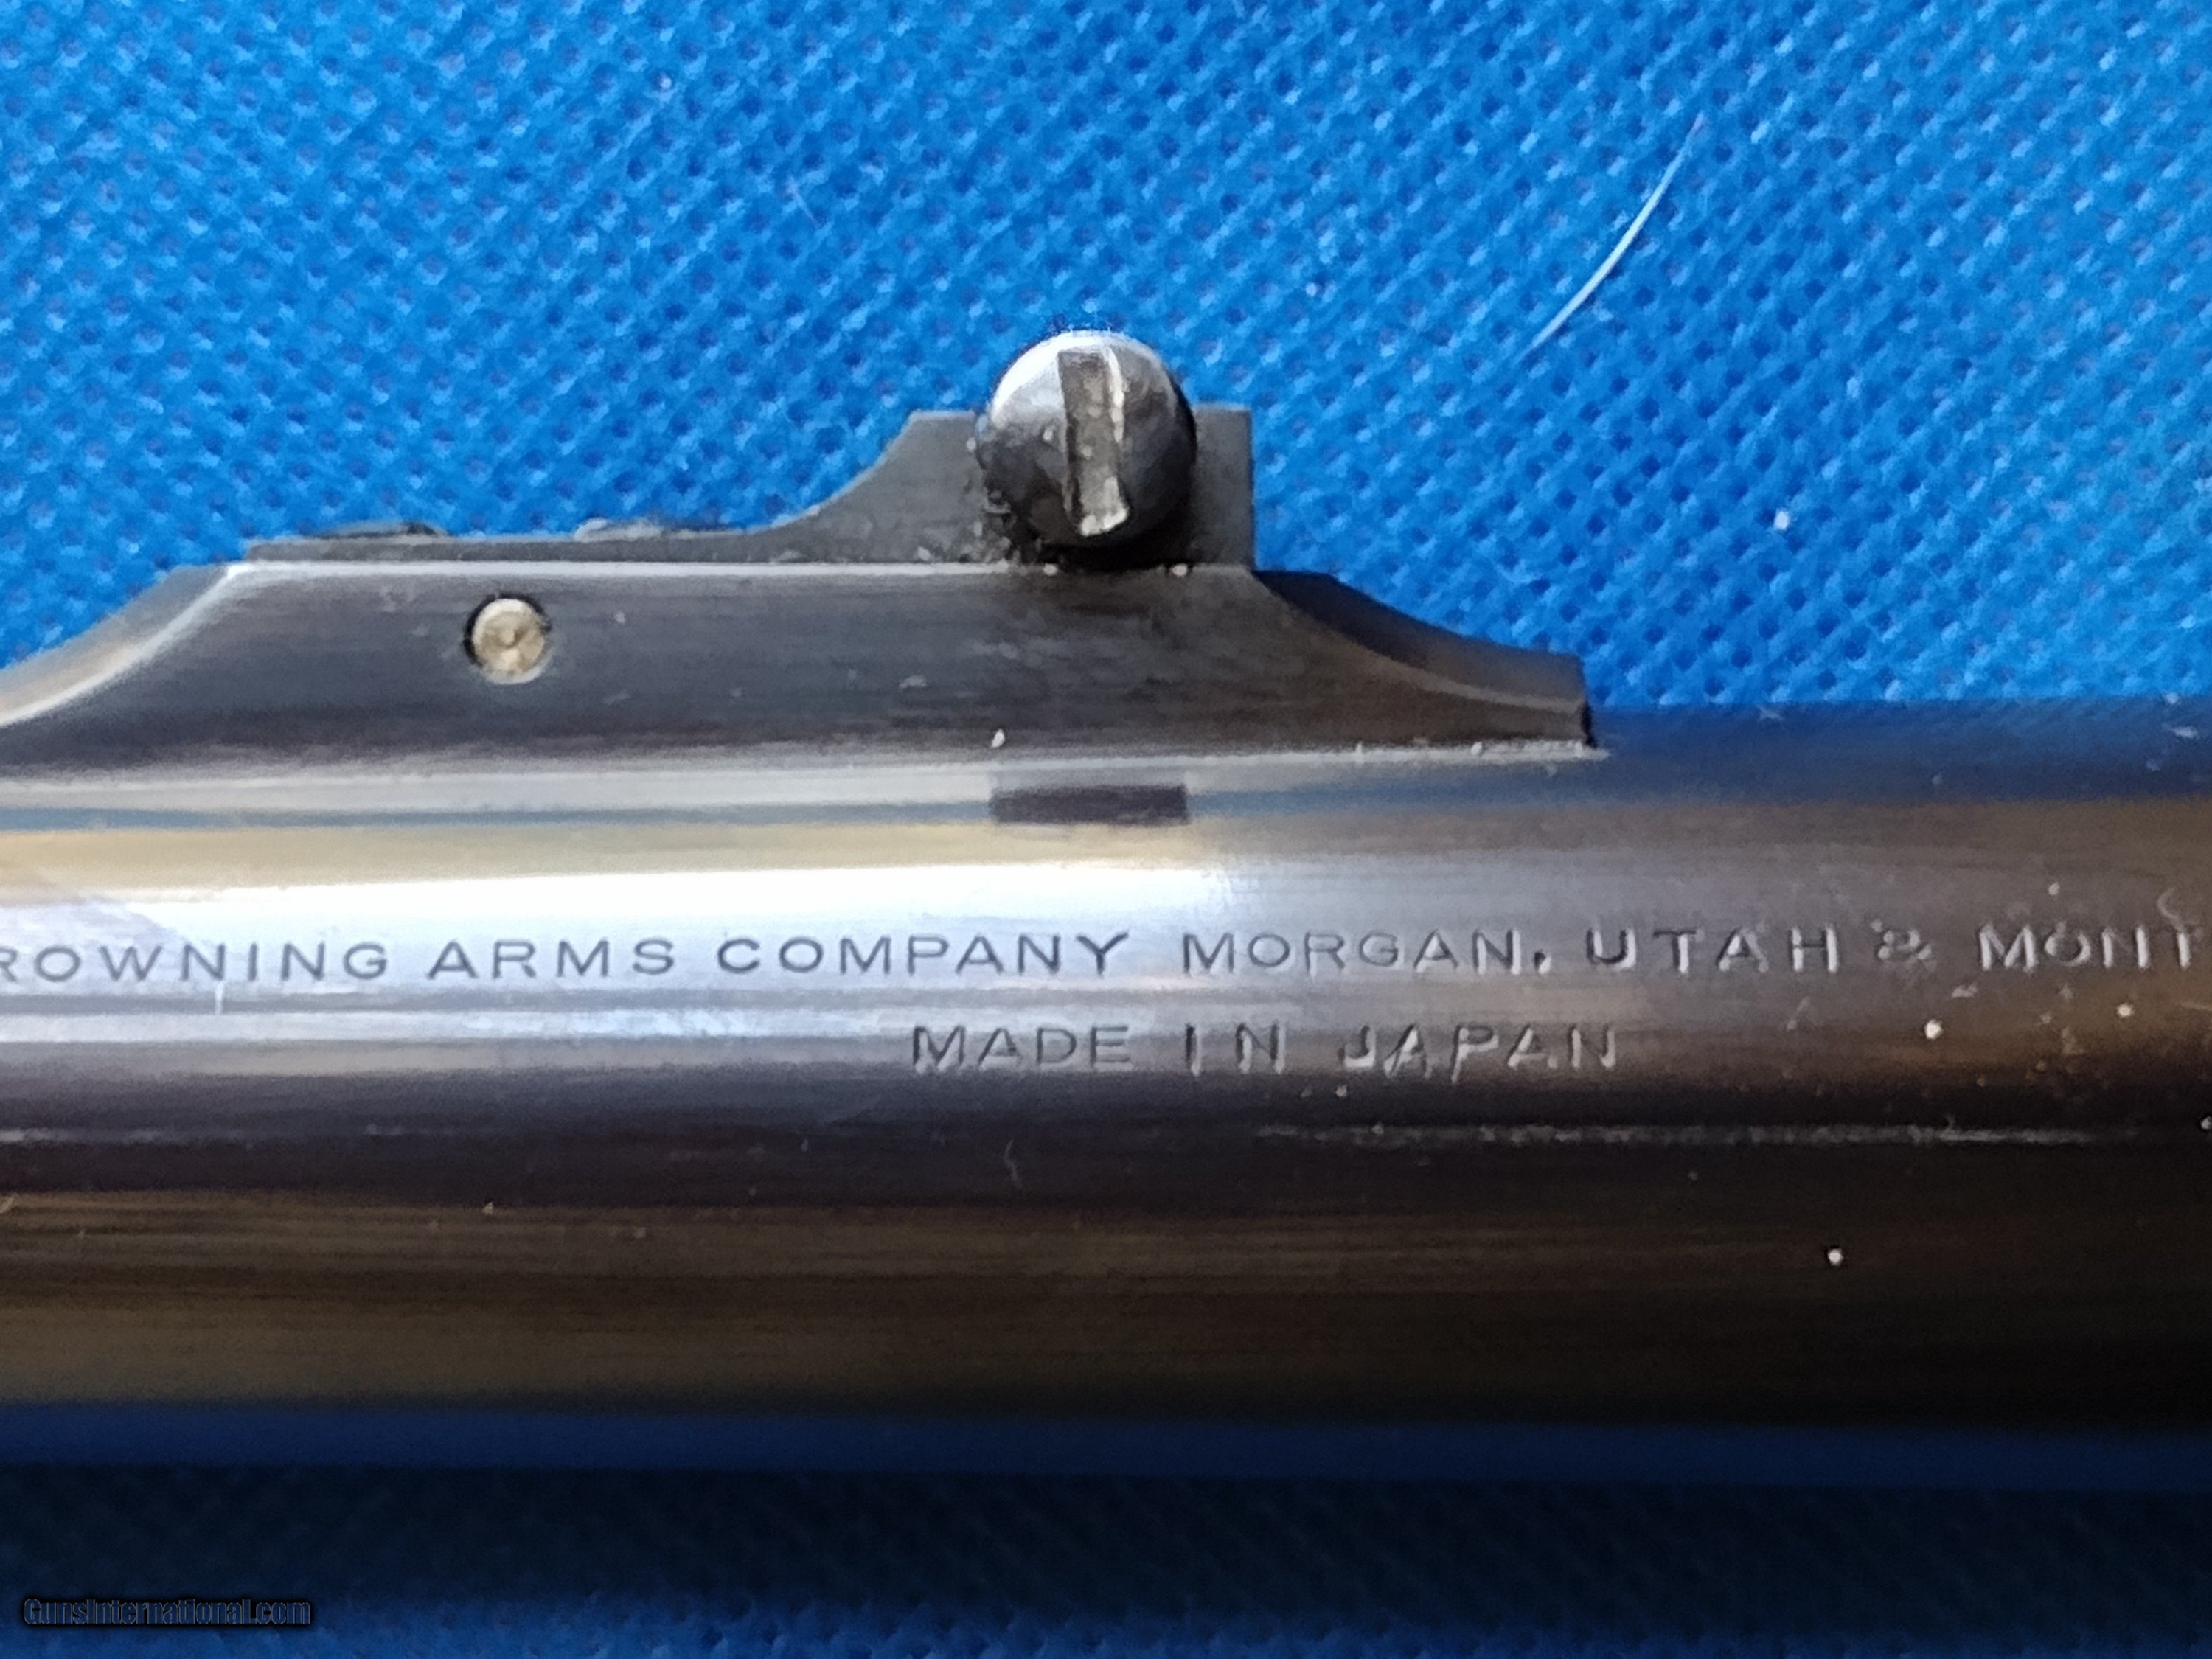 ROWNING ARMS COMPANY MORGAN, UTAH & MONT
MADE IN JAPAN
GunsInternational.com